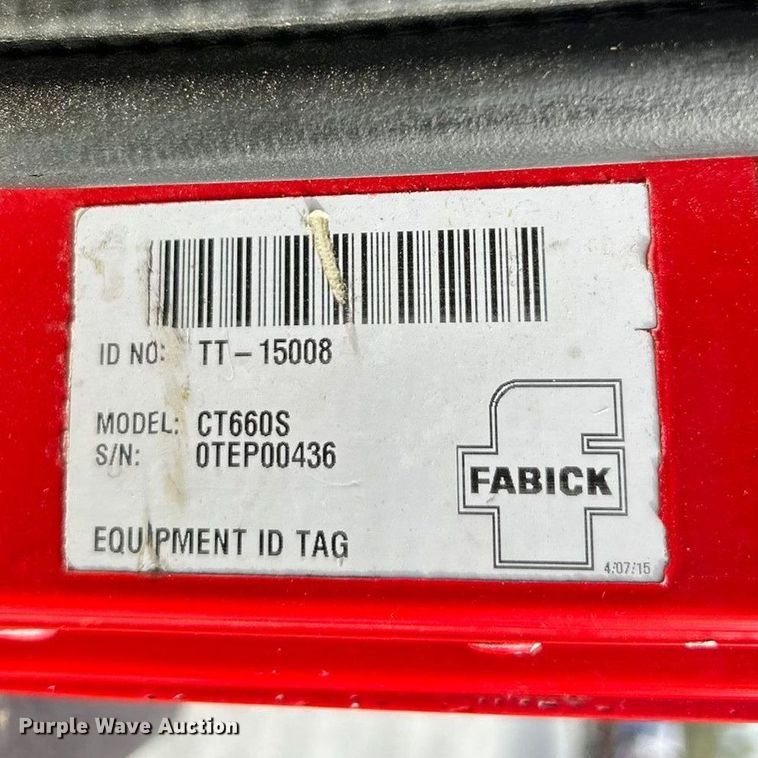 ID NO: TT-15008
MODEL: CT660S
S/N: 0TEP00436
FABICK
EQUIPMENT ID TAG
4/07/15
Purple Wave Auction